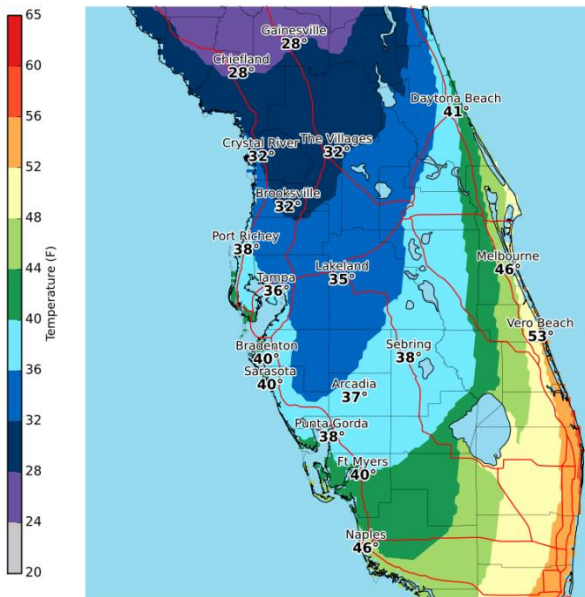 65
60
56
52
48
44
40
36
32
28
24
20
Temperature (F)
Gainesville
28°
Chiefland
28°
Daytona Beach
41°
Crystal River
32°
The Villages
32°
Brooksville
32°
Port Richey
38°
Tampa
36°
Lakeland
35°
Melbourne
46°
Vero Beach
53°
Bradenton
40°
Sarasota
40°
Sebring
38°
Arcadia
37°
Punta Gorda
38°
Ft Myers
40°
Naples
46°